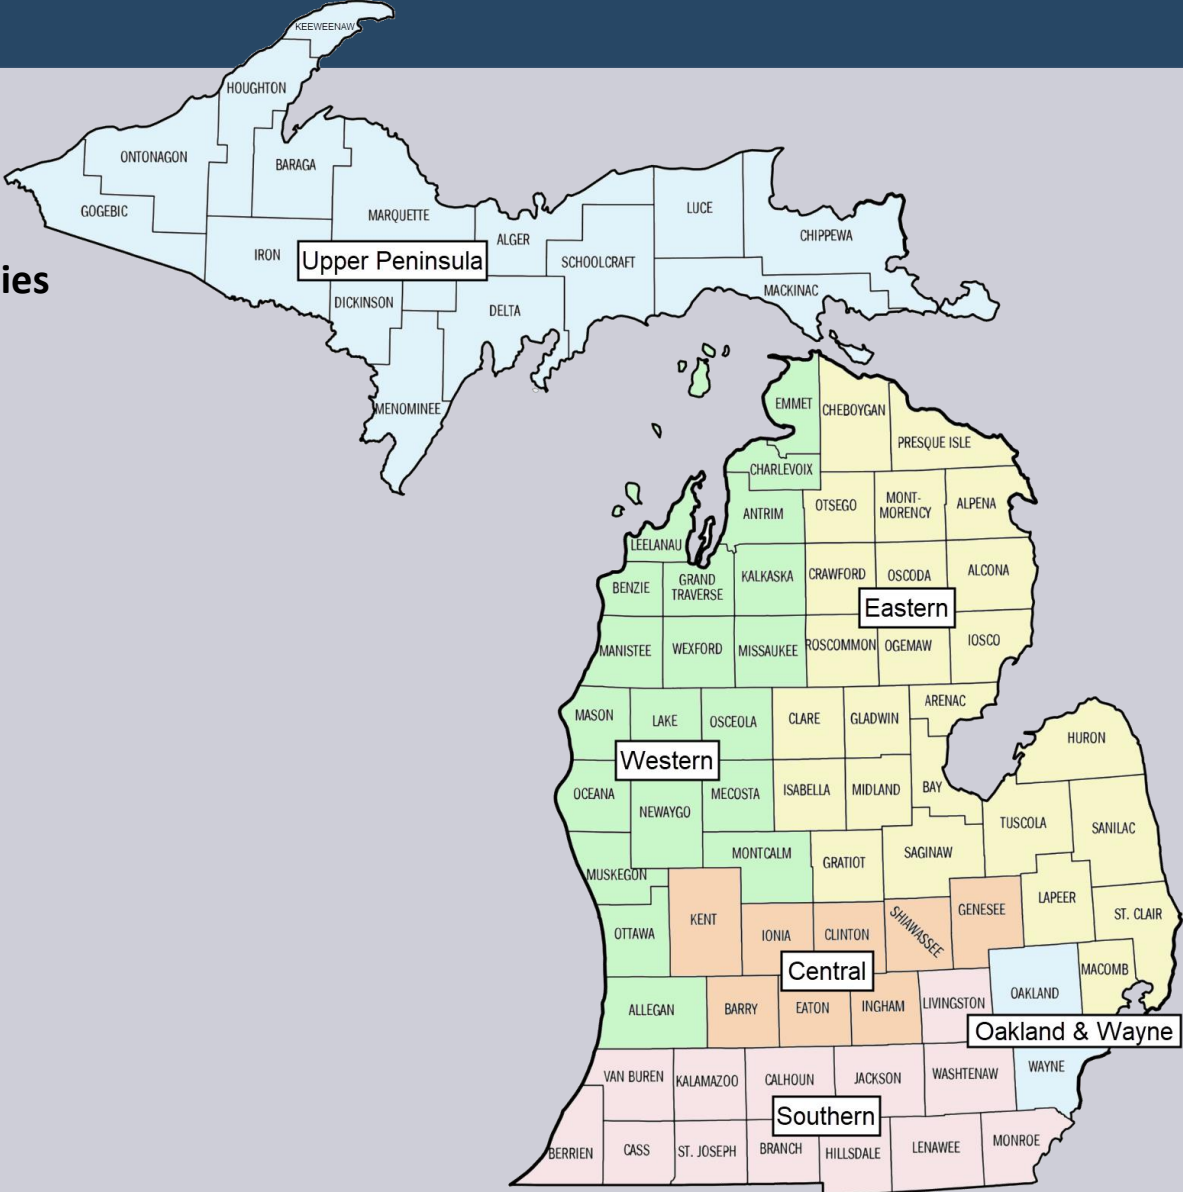 KEEWEENAW
HOUGHTON
ONTONAGON
BARAGA
GOGEBIC
MARQUETTE
LUCE
ALGER
CHIPPEWA
IRON
Upper Peninsula
SCHOOLCRAFT
ies
MACKINAC
DICKINSON
DELTA
MENOMINEE
EMMET
CHEBOYGAN
PRESQUE ISLE
CHARLEVOIX
ANTRIM
OTSEGO
MONT-
MORENCY
ALPENA
LEELANAU
BENZIE
GRAND
TRAVERSE
KALKASKA
CRAWFORD
OSCODA
ALCONA
Eastern
MANISTEE
WEXFORD
MISSAUKEE
ROSCOMMON
OGEMAW
IOSCO
MASON
LAKE
OSCEOLA
CLARE
GLADWIN
ARENAC
HURON
Western
OCEANA
NEWAYGO
MECOSTA
ISABELLA
MIDLAND
BAY
TUSCOLA
SANILAC
MUSKEGON
MONTCALM
GRATIOT
SAGINAW
LAPEER
ST. CLAIR
OTTAWA
KENT
IONIA
CLINTON
SHIAWASSEE
GENESEE
Central
MACOMB
ALLEGAN
BARRY
EATON
INGHAM
LIVINGSTON
OAKLAND
Oakland & Wayne
VAN BUREN
KALAMAZOO
CALHOUN
JACKSON
WASHTENAW
WAYNE
Southern
BERRIEN
CASS
ST. JOSEPH
BRANCH
HILLSDALE
LENAWEE
MONROE